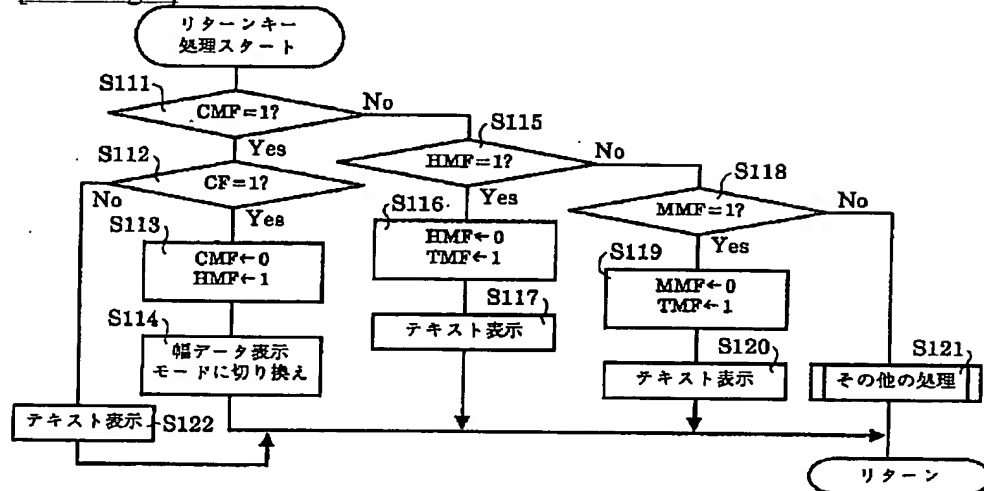 リターンキー
処理スタート
S111
CMF=1?
No
Yes
S115
HMF=1?
No
Yes
S112
CF=1?
No
Yes
S118
MMF=1?
No
Yes
S113
CMF←0
HMF←1
S116
HMF←0
TMF←1
S119
MMF←0
TMF←1
S114
幅データ表示
モードに切り換え
S117
テキスト表示
S120
テキスト表示
S121
その他の処理
テキスト表示
S122
リターン